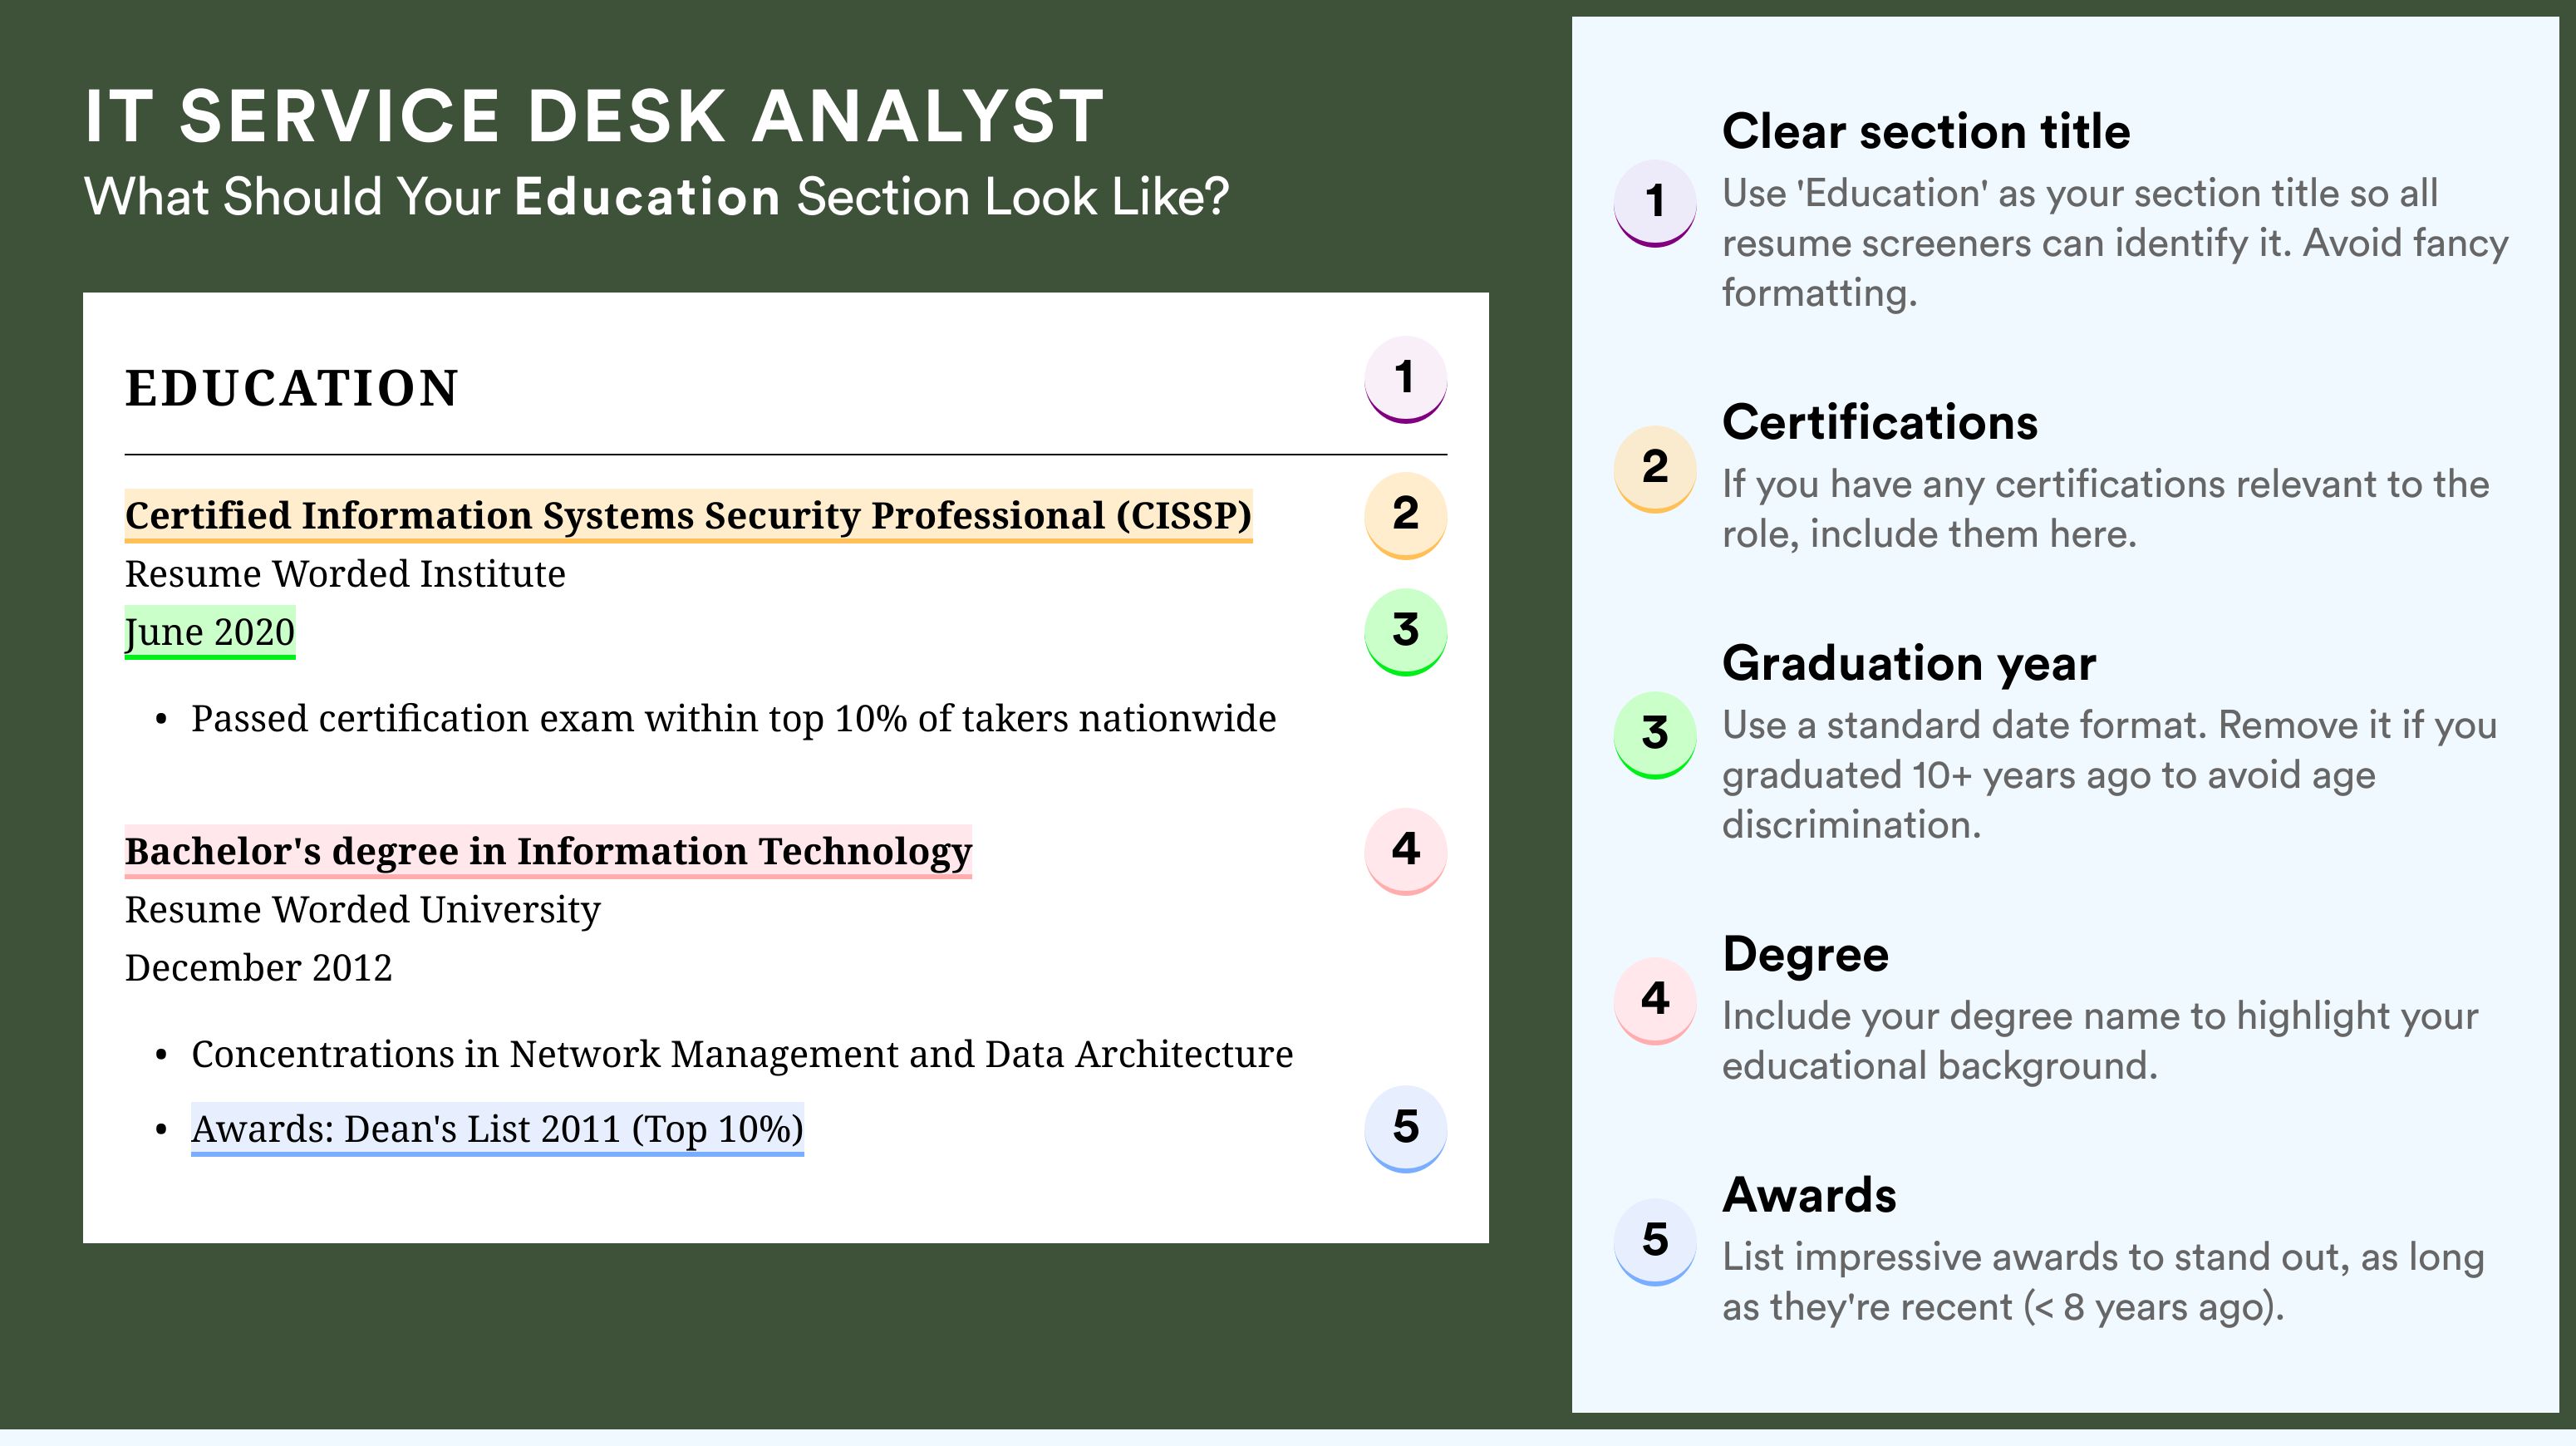 IT SERVICE DESK ANALYST
What Should Your Education Section Look Like?
EDUCATION
1
Certified Information Systems Security Professional (CISSP)
2
Resume Worded Institute
June 2020
3
• Passed certification exam within top 10% of takers nationwide
Bachelor's degree in Information Technology
4
Resume Worded University
December 2012
• Concentrations in Network Management and Data Architecture
• Awards: Dean's List 2011 (Top 10%)
5
Clear section title
1
Use 'Education' as your section title so all
resume screeners can identify it. Avoid fancy
formatting.
Certifications
2
If you have any certifications relevant to the
role, include them here.
Graduation year
3
Use a standard date format. Remove it if you
graduated 10+ years ago to avoid age
discrimination.
Degree
4
Include your degree name to highlight your
educational background.
Awards
5
List impressive awards to stand out, as long
as they're recent (< 8 years ago).